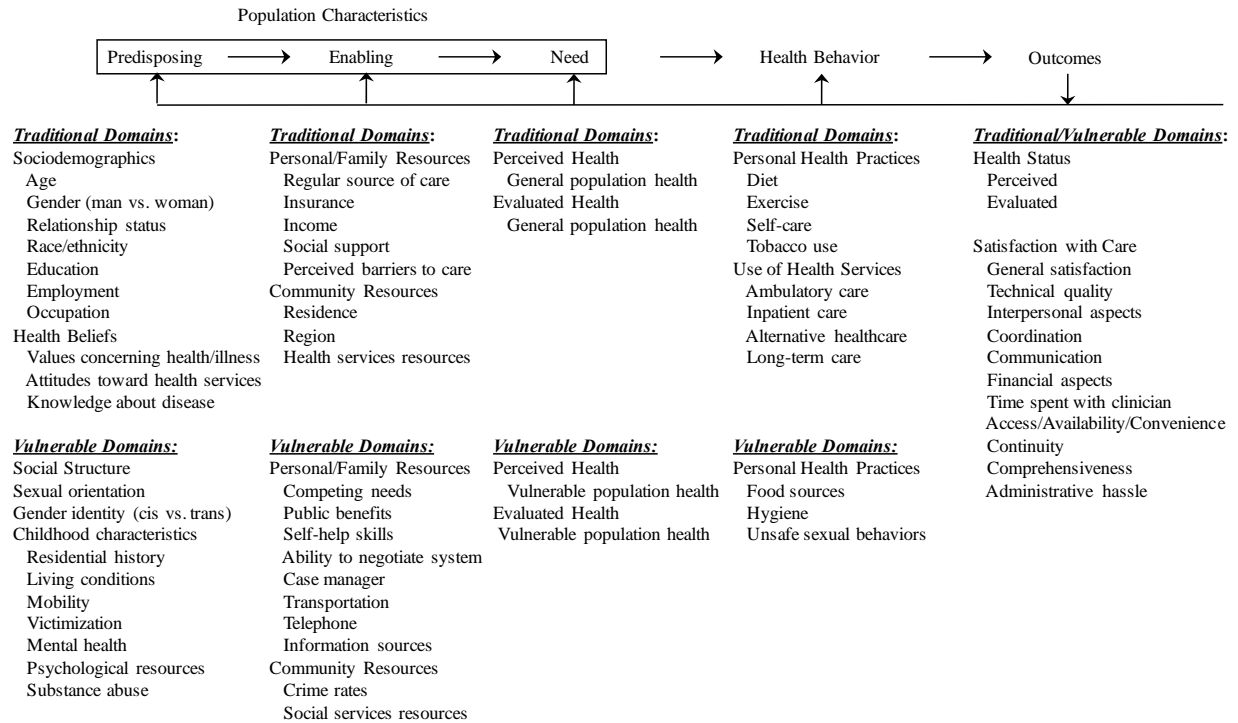 Population Characteristics
Predisposing
Enabling
Need
Health Behavior
Outcomes
Traditional Domains:
Sociodemographics
Age
Gender (man vs. woman)
Relationship status
Race/ethnicity
Education
Employment
Occupation
Health Beliefs
Values concerning health/illness
Attitudes toward health services
Knowledge about disease
Vulnerable Domains:
Social Structure
Sexual orientation
Gender identity (cis vs. trans)
Childhood characteristics
Residential history
Living conditions
Mobility
Victimization
Mental health
Psychological resources
Substance abuse
Traditional Domains:
Personal/Family Resources
Regular source of care
Insurance
Income
Social support
Perceived barriers to care
Community Resources
Residence
Region
Health services resources
Vulnerable Domains:
Personal/Family Resources
Competing needs
Public benefits
Self-help skills
Ability to negotiate system
Case manager
Transportation
Telephone
Information sources
Community Resources
Crime rates
Social services resources
Traditional Domains:
Perceived Health
General population health
Evaluated Health
General population health
Vulnerable Domains:
Perceived Health
Vulnerable population health
Evaluated Health
Vulnerable population health
Traditional Domains:
Personal Health Practices
Diet
Exercise
Self-care
Tobacco use
Use of Health Services
Ambulatory care
Inpatient care
Alternative healthcare
Long-term care
Vulnerable Domains:
Personal Health Practices
Food sources
Hygiene
Unsafe sexual behaviors
Traditional/Vulnerable Domains:
Health Status
Perceived
Evaluated
Satisfaction with Care
General satisfaction
Technical quality
Interpersonal aspects
Coordination
Communication
Financial aspects
Time spent with clinician
Access/Availability/Convenience
Continuity
Comprehensiveness
Administrative hassle